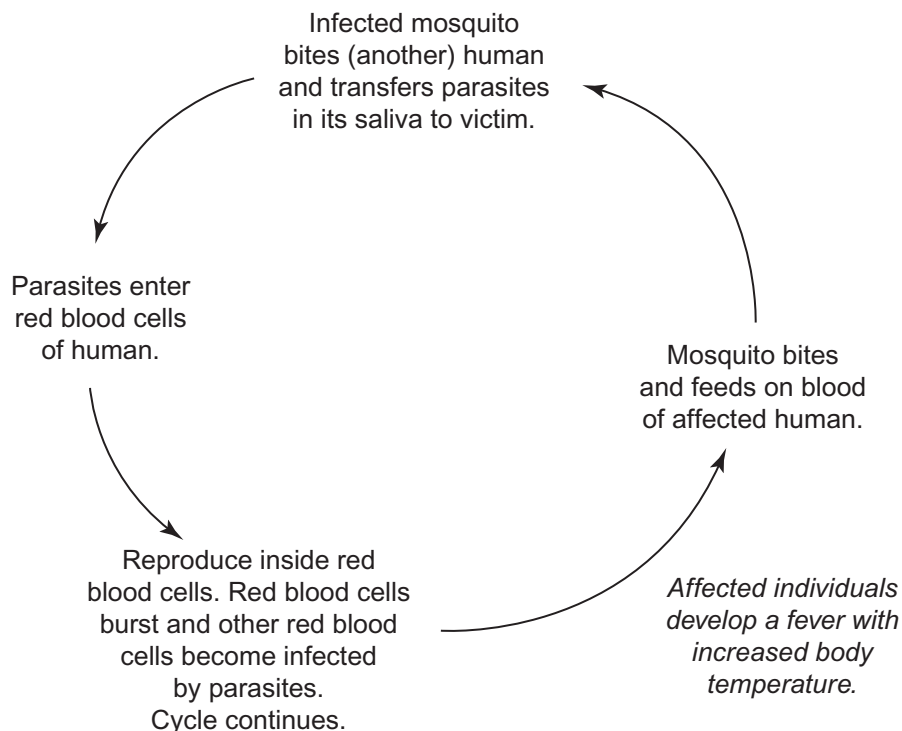 Infected mosquito
bites (another) human
and transfers parasites
in its saliva to victim.
Parasites enter
red blood cells
of human.
Reproduce inside red
blood cells. Red blood cells
burst and other red blood
cells become infected
by parasites.
Cycle continues.
Mosquito bites
and feeds on blood
of affected human.
Affected individuals
develop a fever with
increased body
temperature.